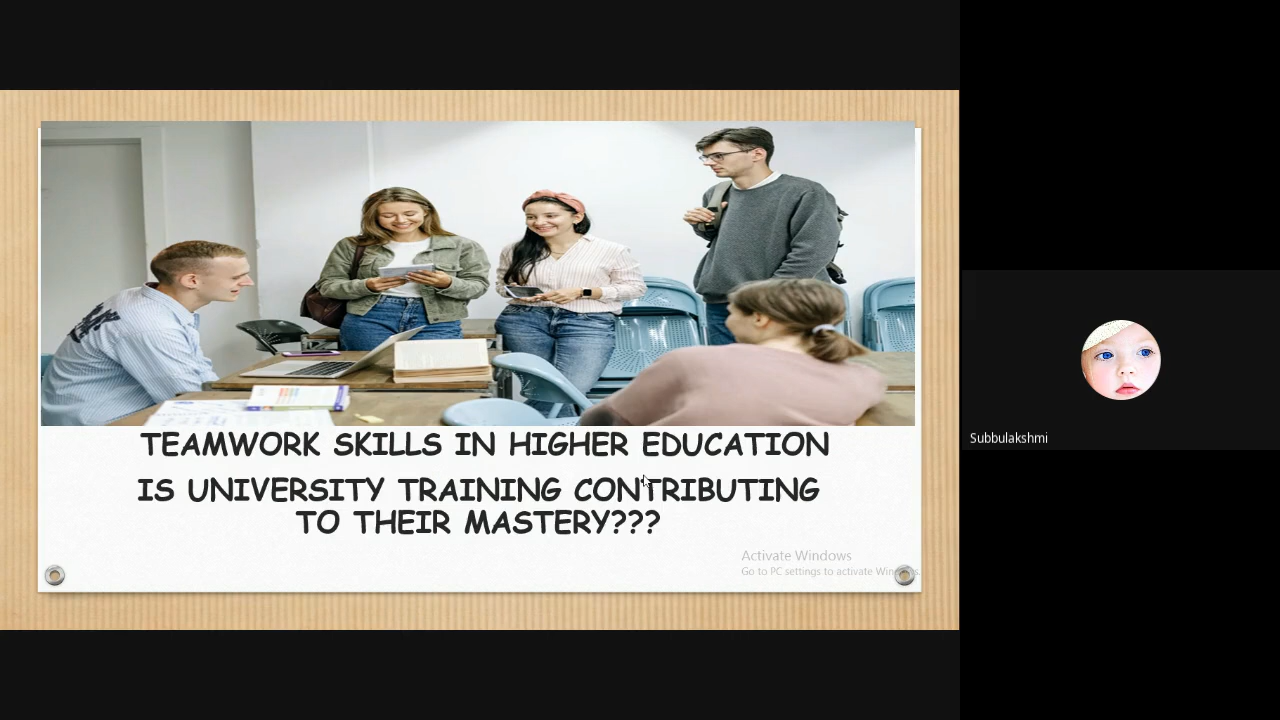 TEAMWORK SKILLS IN HIGHER EDUCATION
IS UNIVERSITY TRAINING CONTRIBUTING
TO THEIR MASTERY???
Activate Windows
Go to PC settings to activate Windows.
Subbulakshmi